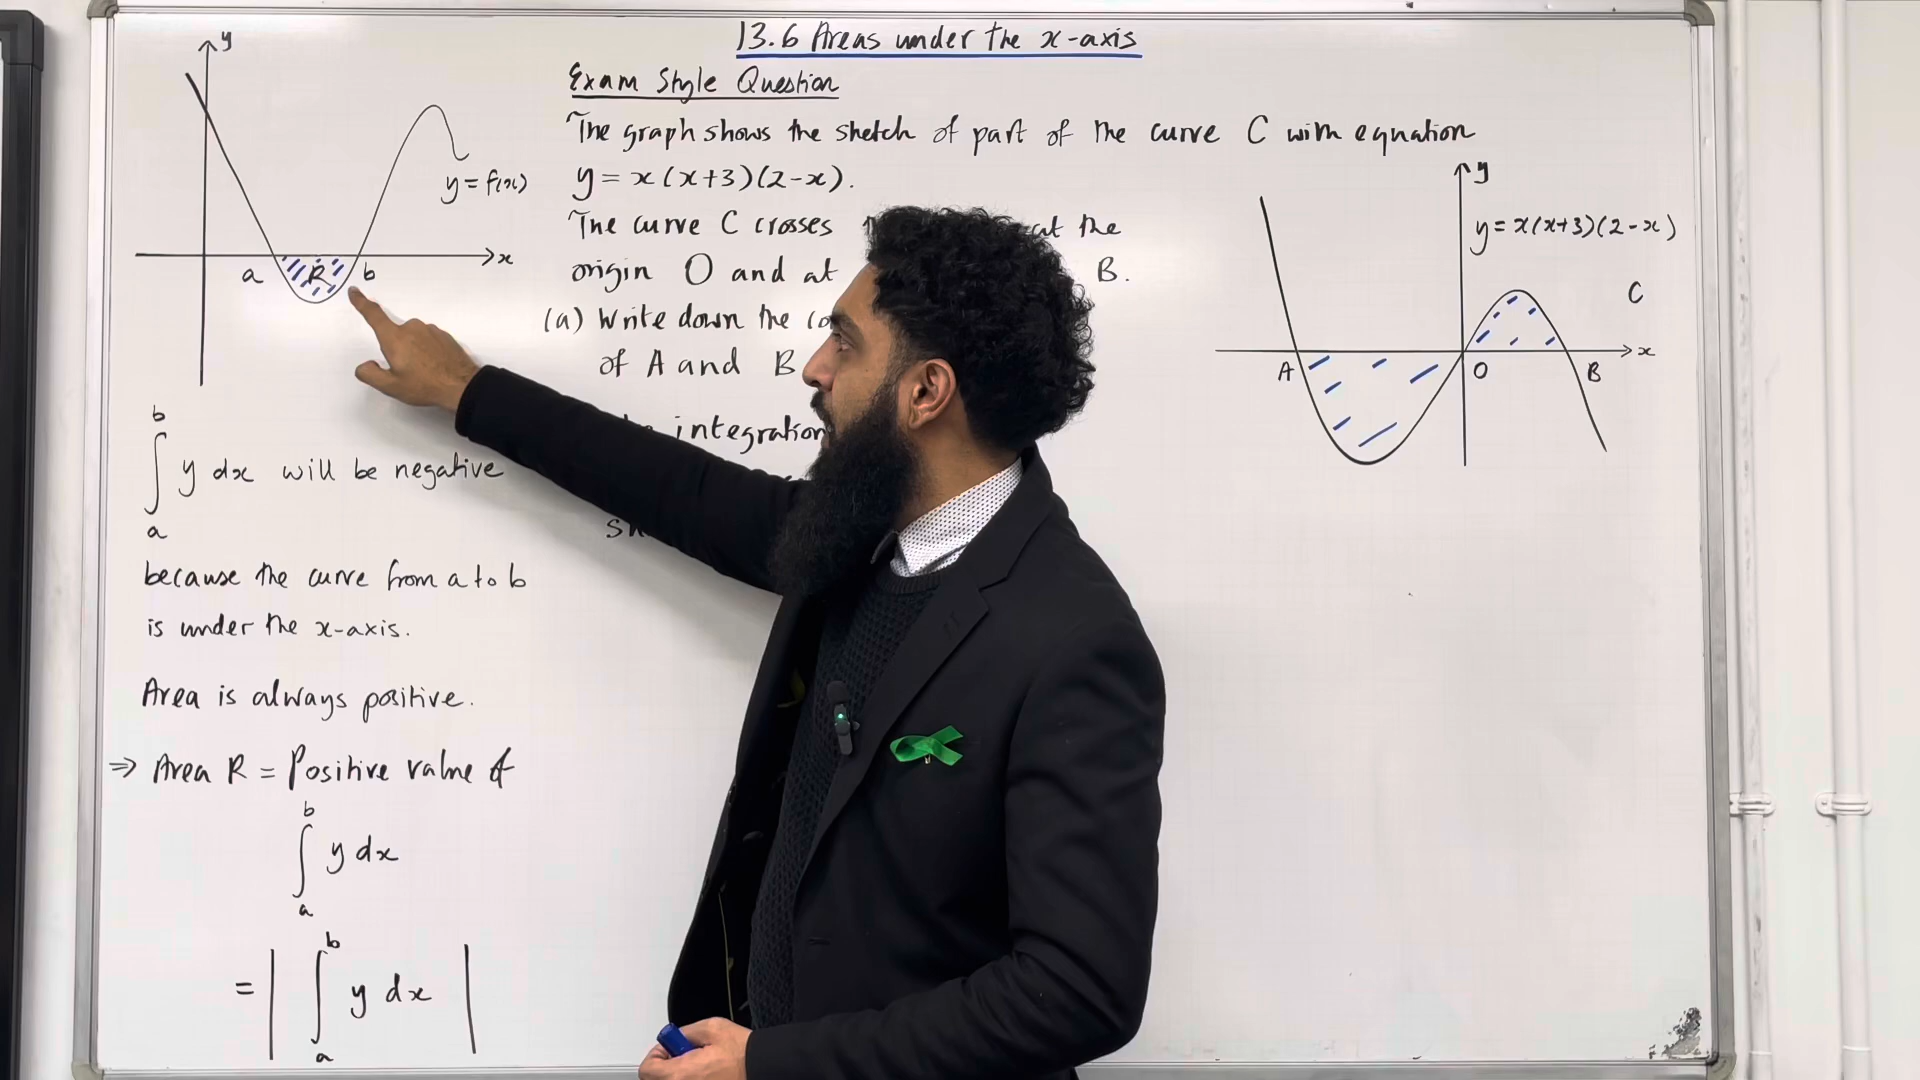 13.6 Areas under the x-axis
y
x
a
R
b
y = f(x)
b
∫ y dx will be negative
a
because the curve from a to b
is under the x-axis.
Area is always positive.
⇒ Area R = Positive value of
b
∫ y dx
a
b
= | ∫ y dx |
a
Exam Style Question
The graph shows the sketch of part of the curve C with equation
y = x(x+3)(2-x).
The curve C crosses at the
origin O and at B.
(a) Write down the
of A and B
integration
y
y = x(x+3)(2-x)
C
x
A
O
B